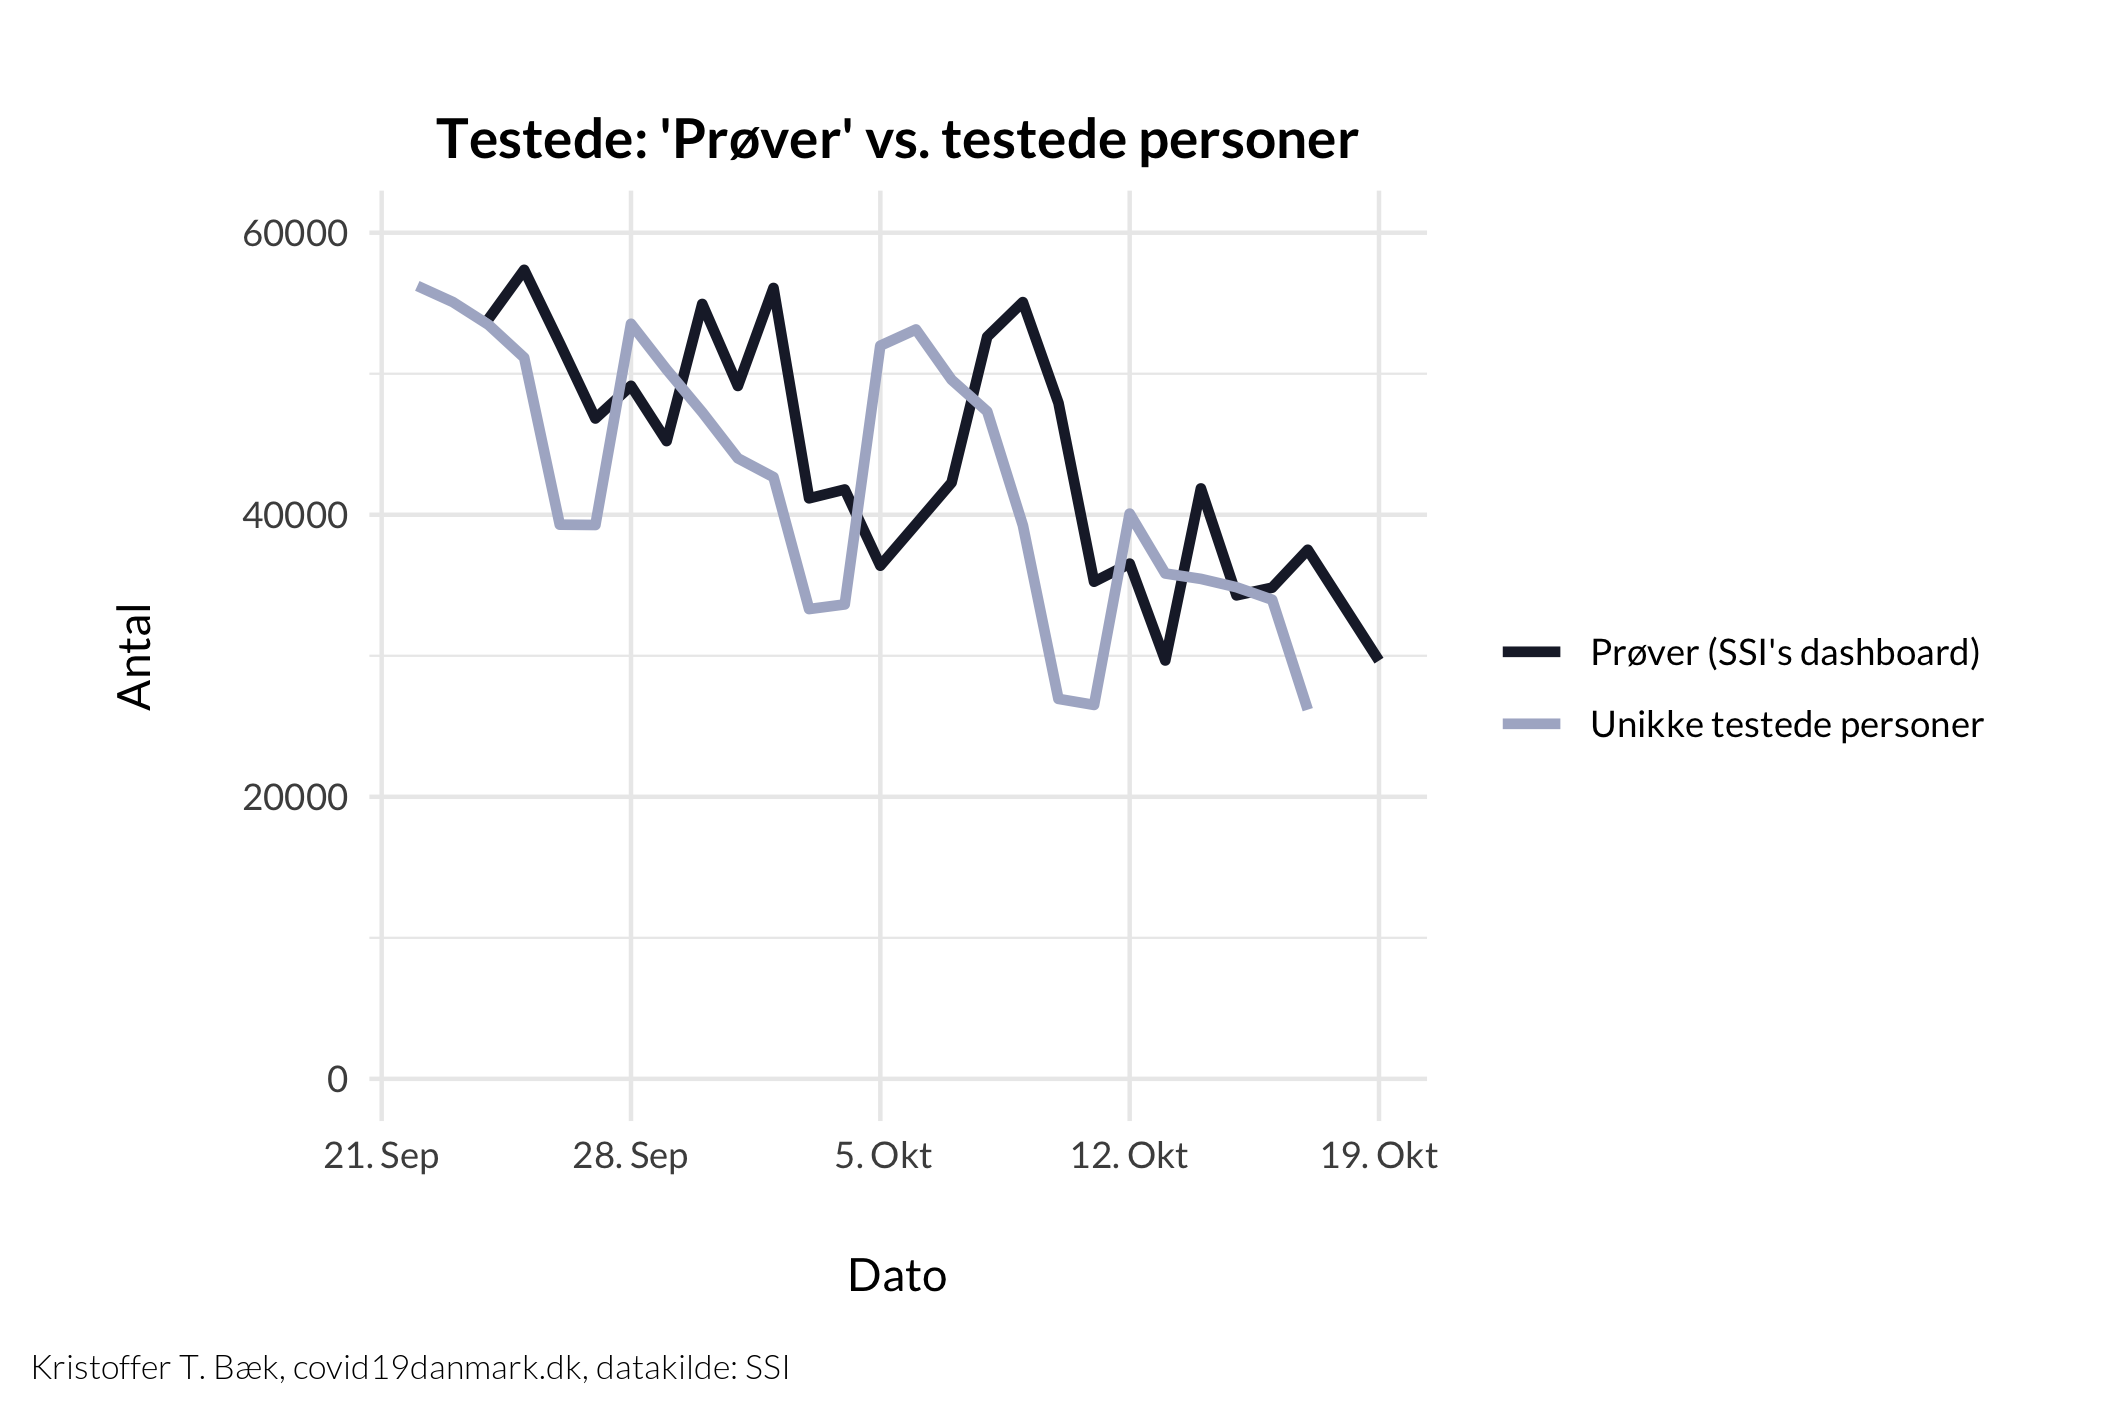 Testede: 'Prøver' vs. testede personer
60000
40000
20000
0
Antal
21. Sep
28. Sep
5. Okt
12. Okt
19. Okt
Dato
Prøver (SSI's dashboard)
Unikke testede personer
Kristoffer T. Bæk, covid19danmark.dk, datakilde: SSI